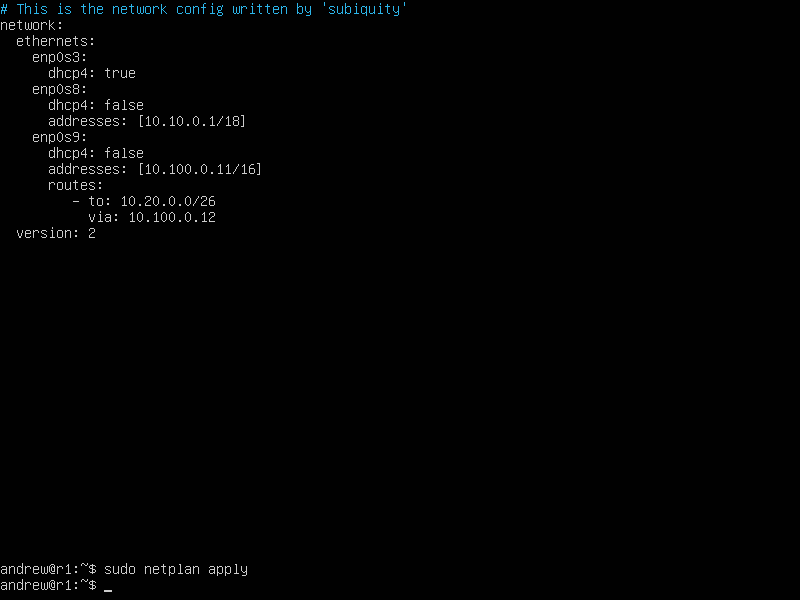 # This is the network config written by 'subiquity'
network:
  ethernets:
    enp0s3:
      dhcp4: true
    enp0s8:
      dhcp4: false
      addresses: [10.10.0.1/18]
    enp0s9:
      dhcp4: false
      addresses: [10.100.0.11/16]
      routes:
         - to: 10.20.0.0/26
           via: 10.100.0.12
  version: 2
andrew@r1:~$ sudo netplan apply
andrew@r1:~$ _